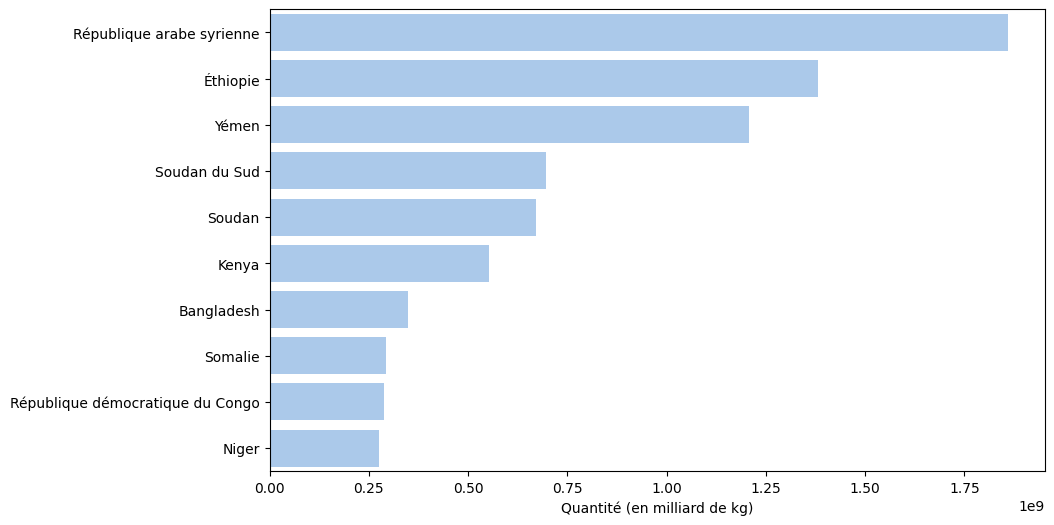 République arabe syrienne
Éthiopie
Yémen
Soudan du Sud
Soudan
Kenya
Bangladesh
Somalie
République démocratique du Congo
Niger
0.00 0.25 0.50 0.75 1.00 1.25 1.50 1.75
1e9
Quantité (en milliard de kg)